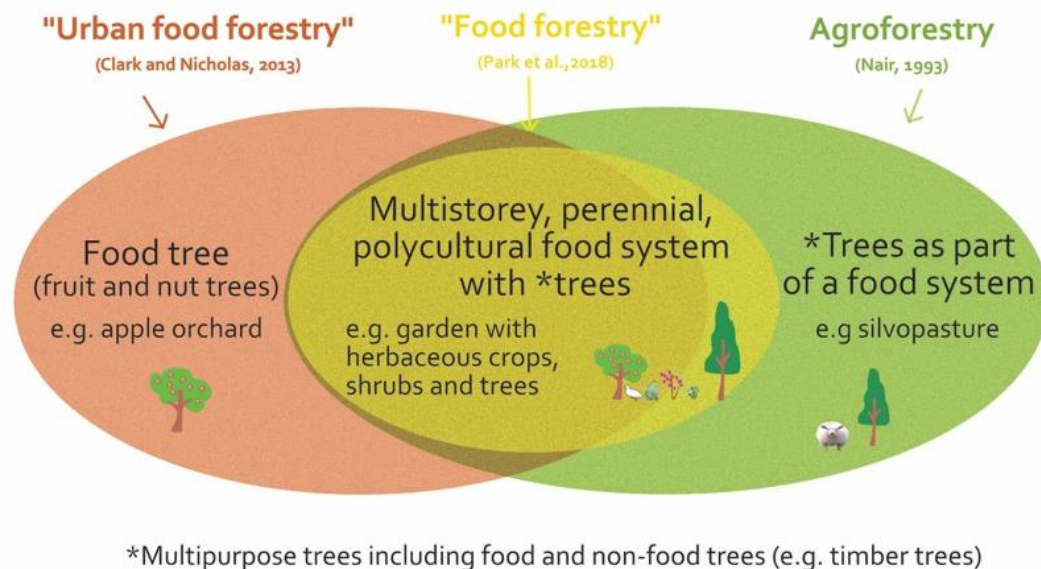 "Urban food forestry"
(Clark and Nicholas, 2013)
"Food forestry"
(Park et al.,2018)
Agroforestry
(Nair, 1993)
Food tree
(fruit and nut trees)
e.g. apple orchard
Multistorey, perennial,
polycultural food system
with *trees
e.g. garden with
herbaceous crops,
shrubs and trees
*Trees as part
of a food system
e.g silvopasture
*Multipurpose trees including food and non-food trees (e.g. timber trees)